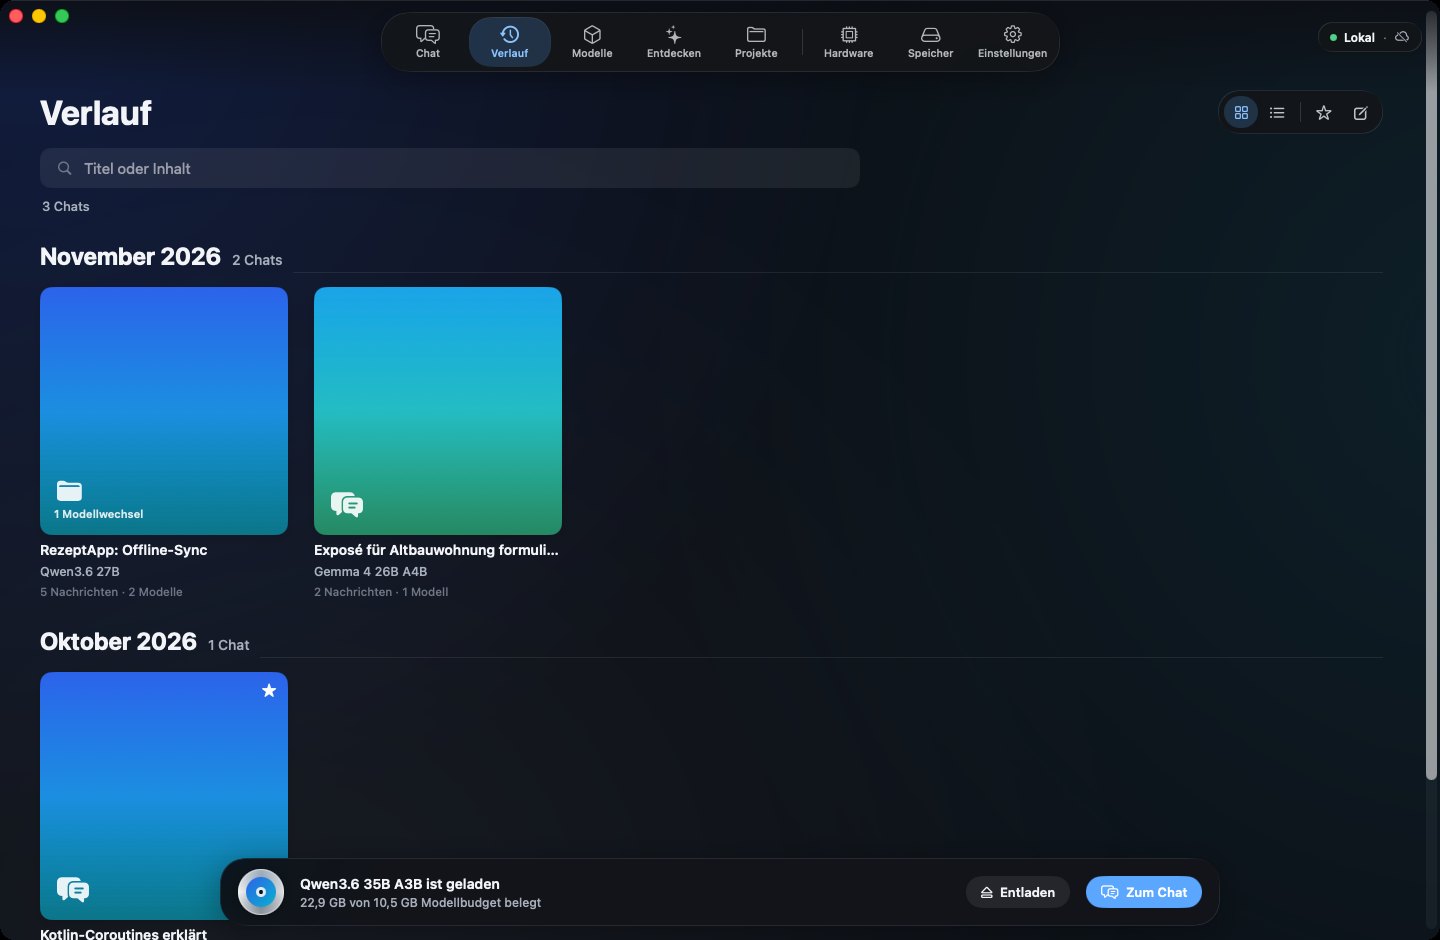 Chat
Verlauf
Modelle
Entdecken
Projekte
Hardware
Speicher
Einstellungen
Lokal ·
Verlauf
Titel oder Inhalt
3 Chats
November 2026 2 Chats
1 Modellwechsel
RezeptApp: Offline-Sync
Qwen3.6 27B
5 Nachrichten · 2 Modelle
Exposé für Altbauwohnung formuli...
Gemma 4 26B A4B
2 Nachrichten · 1 Modell
Oktober 2026 1 Chat
Kotlin-Coroutines erklärt
Qwen3.6 35B A3B ist geladen
22,9 GB von 10,5 GB Modellbudget belegt
Entladen
Zum Chat